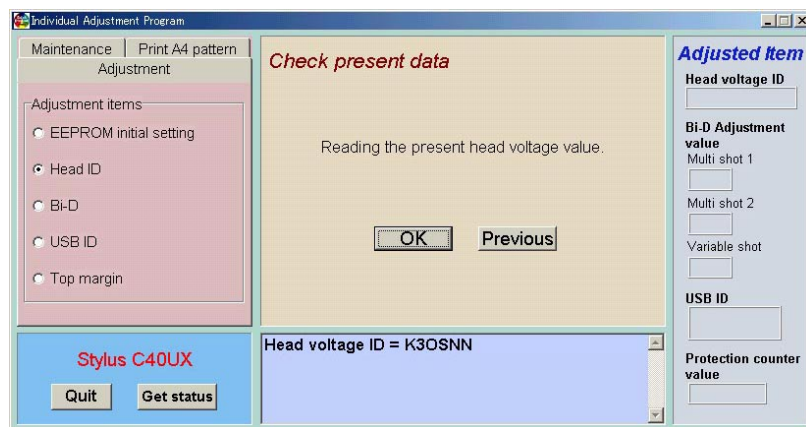 Individual Adjustment Program
Maintenance
Print A4 pattern
Adjustment
Adjustment items
EEPROM initial setting
Head ID
Bi-D
USB ID
Top margin
Stylus C40UX
Quit
Get status
Check present data
Reading the present head voltage value.
OK
Previous
Head voltage ID = K3OSNN
Adjusted Item
Head voltage ID
Bi-D Adjustment
value
Multi shot 1
Multi shot 2
Variable shot
USB ID
Protection counter
value